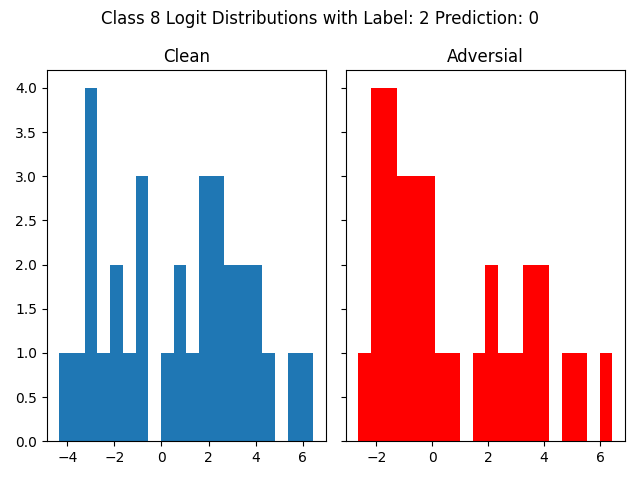 Class 8 Logit Distributions with Label: 2 Prediction: 0
Clean
Adversial
4.0
3.5
3.0
2.5
2.0
1.5
1.0
0.5
0.0
−4 −2 0 2 4 6
−2 0 2 4 6